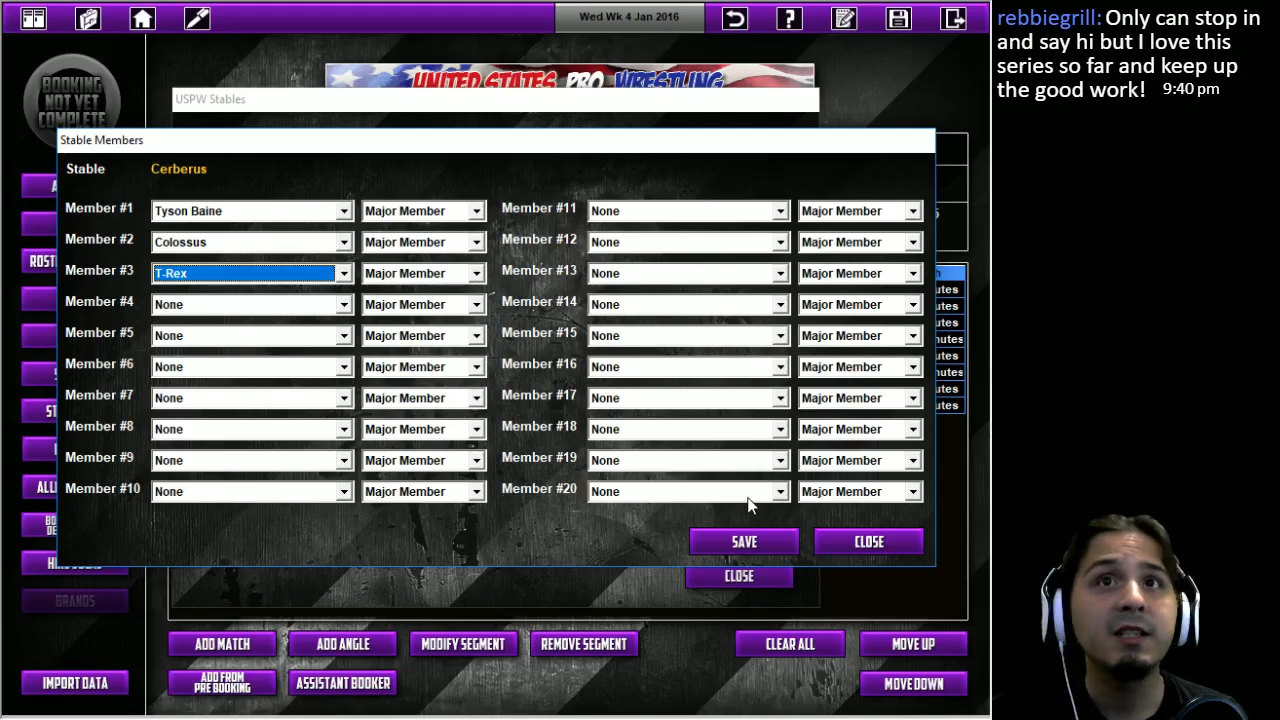 Wed Wk 4 Jan 2016
rebbiegrill: Only can stop in
and say hi but I love this
series so far and keep up
the good work! 9:40 pm
BOOKING
NOT YET
COMPLETE
UNITED STATES PRO WRESTLING
USPW Stables
Stable Members
Stable Cerberus
Member #1 Tyson Baine Major Member Member #11 None Major Member
Member #2 Colossus Major Member Member #12 None Major Member
Member #3 T-Rex Major Member Member #13 None Major Member
Member #4 None Major Member Member #14 None Major Member
Member #5 None Major Member Member #15 None Major Member
Member #6 None Major Member Member #16 None Major Member
Member #7 None Major Member Member #17 None Major Member
Member #8 None Major Member Member #18 None Major Member
Member #9 None Major Member Member #19 None Major Member
Member #10 None Major Member Member #20 None Major Member
SAVE CLOSE
CLOSE
BRANDS
ADD MATCH ADD ANGLE MODIFY SEGMENT REMOVE SEGMENT CLEAR ALL MOVE UP
IMPORT DATA ADD FROM PRE BOOKING ASSISTANT BOOKER MOVE DOWN